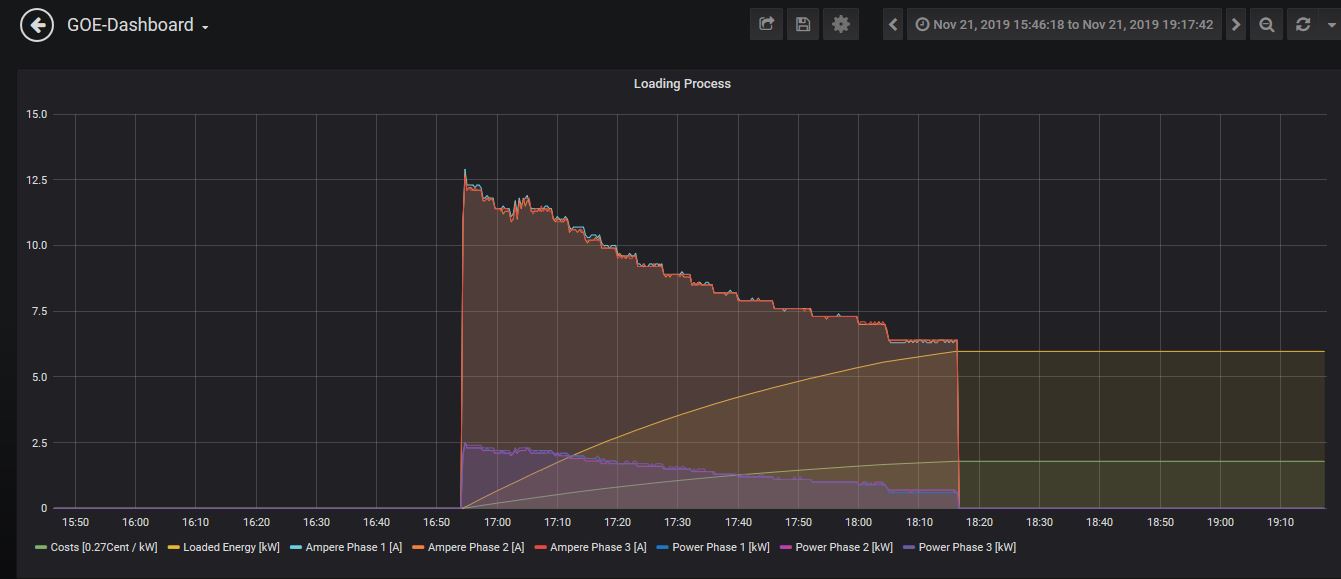 GOE-Dashboard
Nov 21, 2019 15:46:18 to Nov 21, 2019 19:17:42
Loading Process
15.0
12.5
10.0
7.5
5.0
2.5
0
15:50 16:00 16:10 16:20 16:30 16:40 16:50 17:00 17:10 17:20 17:30 17:40 17:50 18:00 18:10 18:20 18:30 18:40 18:50 19:00 19:10
Costs [0.27Cent / kW] Loaded Energy [kW] Ampere Phase 1 [A] Ampere Phase 2 [A] Ampere Phase 3 [A] Power Phase 1 [kW] Power Phase 2 [kW] Power Phase 3 [kW]